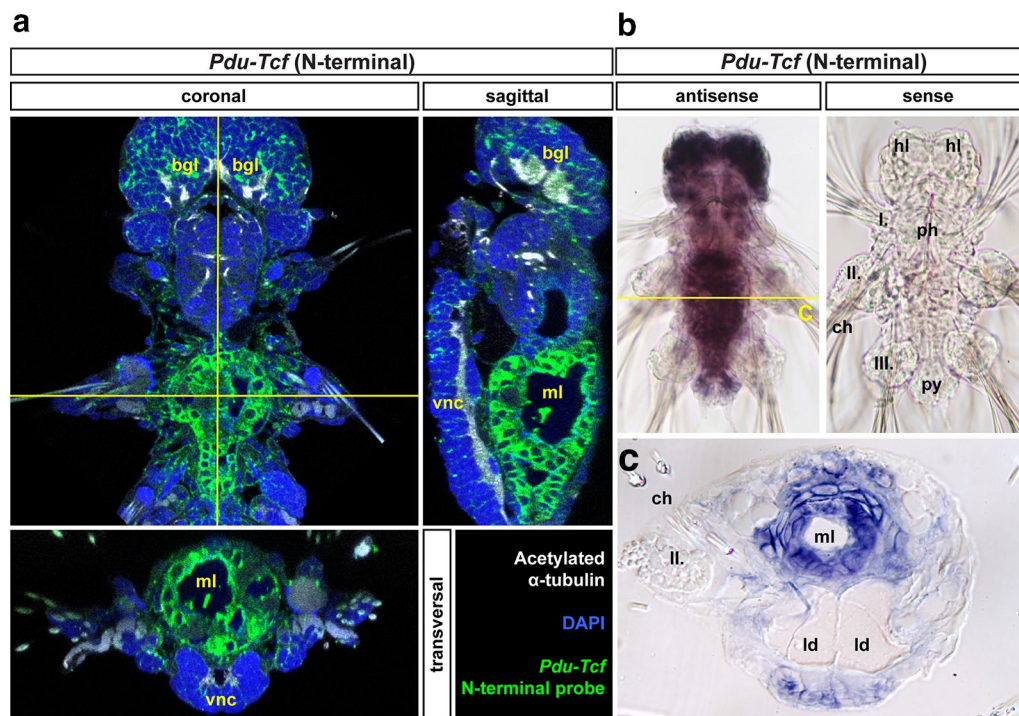 a
Pdu-Tcf (N-terminal)
coronal
sagittal
bgl
bgl
bgl
vnc
ml
ml
vnc
transversal
Acetylated
α-tubulin
DAPI
Pdu-Tcf
N-terminal probe
b
Pdu-Tcf (N-terminal)
antisense
sense
C
hl
hl
I.
ph
II.
ch
III.
py
C
ch
ml
II.
ld
ld